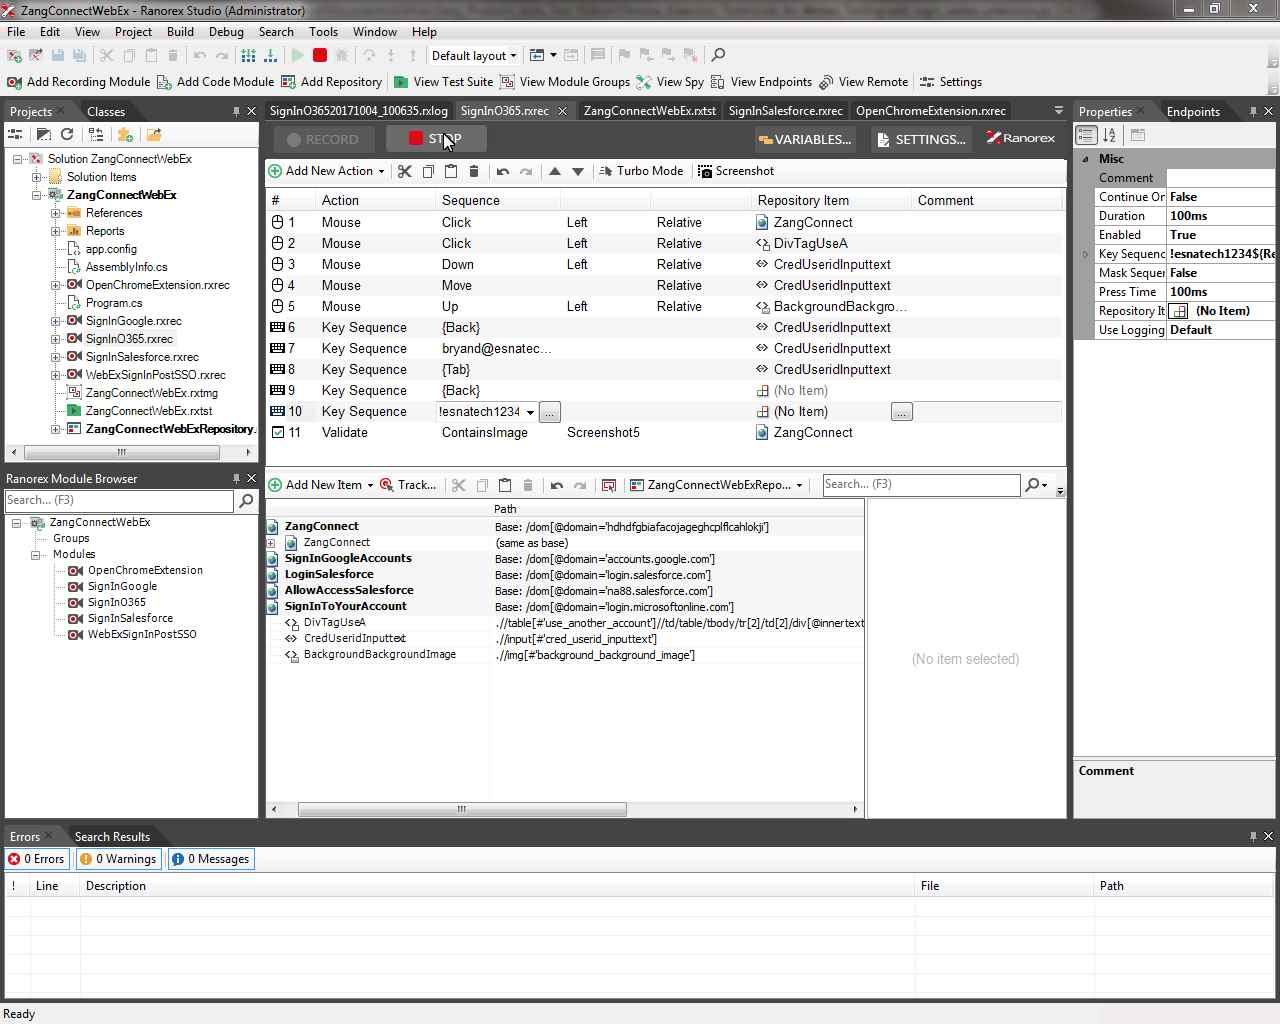 ZangConnectWebEx - Ranorex Studio (Administrator)
File Edit View Project Build Debug Search Tools Window Help
Default layout
Add Recording Module Add Code Module Add Repository View Test Suite View Module Groups View Spy View Endpoints View Remote Settings
Projects Classes
SignInO36520171004_100635.rxlog SignInO365.rxrec ZangConnectWebEx.rxtst SignInSalesforce.rxrec OpenChromeExtension.rxrec
Properties Endpoints
RECORD STOP VARIABLES... SETTINGS... Ranorex
Solution ZangConnectWebEx
Solution Items
ZangConnectWebEx
References
Reports
app.config
AssemblyInfo.cs
OpenChromeExtension.rxrec
Program.cs
SignInGoogle.rxrec
SignInO365.rxrec
SignInSalesforce.rxrec
WebExSignInPostSSO.rxrec
ZangConnectWebEx.rxtmg
ZangConnectWebEx.rxtst
ZangConnectWebExRepository.
Add New Action Turbo Mode Screenshot
# Action Sequence Repository Item Comment
1 Mouse Click Left Relative ZangConnect
2 Mouse Click Left Relative DivTagUseA
3 Mouse Down Left Relative CredUseridInputtext
4 Mouse Move Relative CredUseridInputtext
5 Mouse Up Left Relative BackgroundBackgro...
6 Key Sequence {Back} CredUseridInputtext
7 Key Sequence bryand@esnatec... CredUseridInputtext
8 Key Sequence {Tab} CredUseridInputtext
9 Key Sequence {Back} (No Item)
10 Key Sequence !esnatech1234 ... (No Item) ...
11 Validate ContainsImage Screenshot5 ZangConnect
Misc
Comment
Continue Or False
Duration 100ms
Enabled True
Key Sequenc !esnatech1234${Re
Mask Sequer False
Press Time 100ms
Repository It (No Item)
Use Logging Default
Ranorex Module Browser
Search... (F3)
ZangConnectWebEx
Groups
Modules
OpenChromeExtension
SignInGoogle
SignInO365
SignInSalesforce
WebExSignInPostSSO
Add New Item Track... ZangConnectWebExRepo... Search... (F3)
Path
ZangConnect Base: /dom[@domain='hdhdfgbiafacojageghcplflcahlokji']
ZangConnect (same as base)
SignInGoogleAccounts Base: /dom[@domain='accounts.google.com']
LoginSalesforce Base: /dom[@domain='login.salesforce.com']
AllowAccessSalesforce Base: /dom[@domain='na88.salesforce.com']
SignInToYourAccount Base: /dom[@domain='login.microsoftonline.com']
DivTagUseA .//table[#'use_another_account']//td/table/tbody/tr[2]/td[2]/div[@innertext
CredUseridInputtext .//input[#'cred_userid_inputtext']
BackgroundBackgroundImage .//img[#'background_background_image']
(No item selected)
Comment
Errors Search Results
0 Errors 0 Warnings 0 Messages
! Line Description File Path
Ready